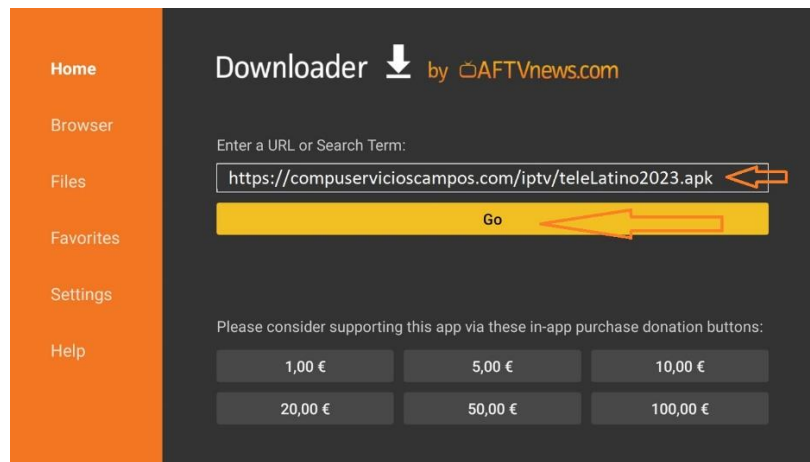 Home
Browser
Files
Favorites
Settings
Help
Downloader by AFTVnews.com
Enter a URL or Search Term:
https://compuservicioscampos.com/iptv/teleLatino2023.apk
Go
Please consider supporting this app via these in-app purchase donation buttons:
1,00 € 5,00 € 10,00 €
20,00 € 50,00 € 100,00 €